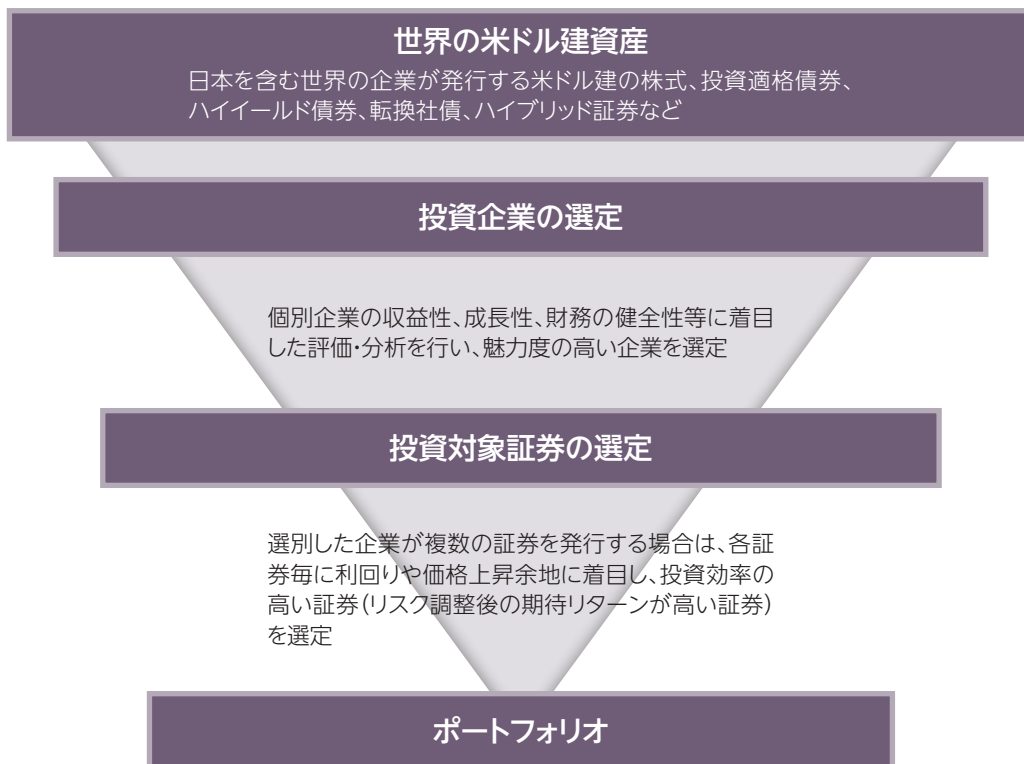 世界の米ドル建資産
日本を含む世界の企業が発行する米ドル建の株式、投資適格債券、
ハイイールド債券、転換社債、ハイブリッド証券など
投資企業の選定
個別企業の収益性、成長性、財務の健全性等に着目
した評価・分析を行い、魅力度の高い企業を選定
投資対象証券の選定
選別した企業が複数の証券を発行する場合は、各証
券毎に利回りや価格上昇余地に着目し、投資効率の
高い証券(リスク調整後の期待リターンが高い証券)
を選定
ポートフォリオ